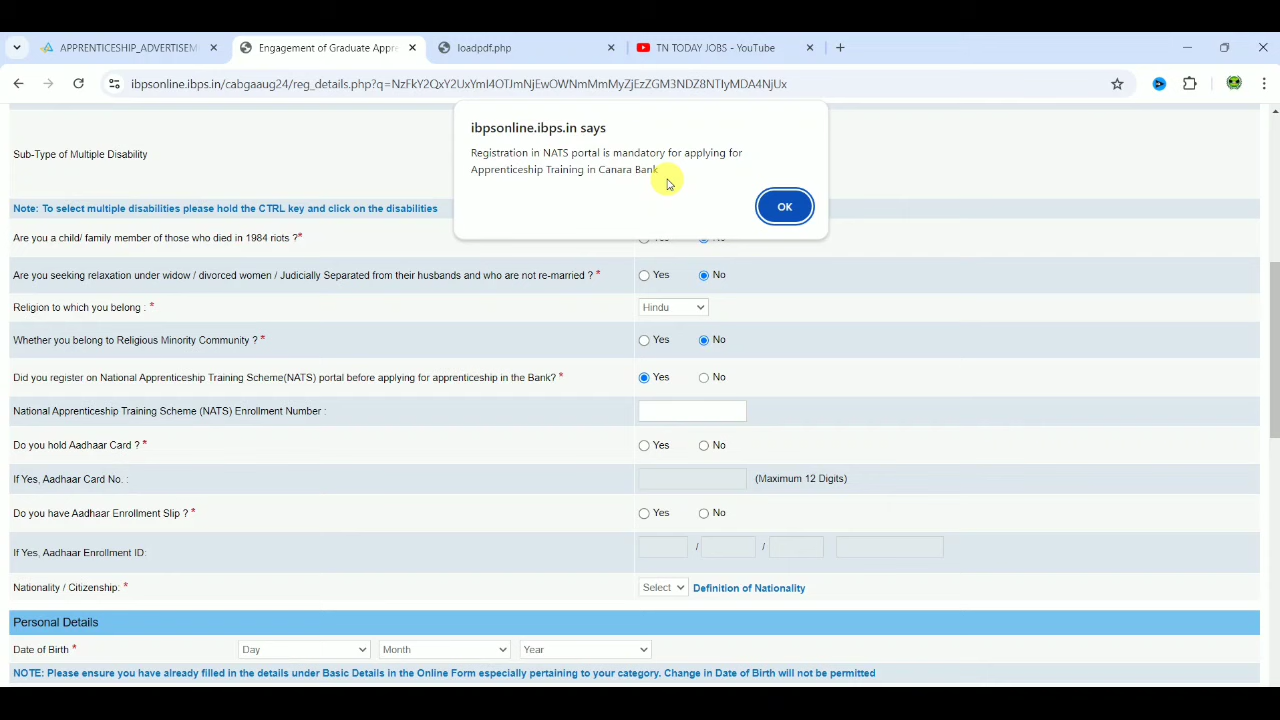 APPRENTICESHIP_ADVERTISEM
Engagement of Graduate Appre
loadpdf.php
TN TODAY JOBS - YouTube
ibpsonline.ibps.in/cabgaaug24/reg_details.php?q=NzFkY2QxY2UxYmI4OTJmNjEwOWNmMmMyZjEzZGM3NDZ8NTIyMDA4NjUx
ibpsonline.ibps.in says
Registration in NATS portal is mandatory for applying for
Apprenticeship Training in Canara Bank
OK
Sub-Type of Multiple Disability
Note: To select multiple disabilities please hold the CTRL key and click on the disabilities
Are you a child/ family member of those who died in 1984 riots ?* Yes No
Are you seeking relaxation under widow / divorced women / Judicially Separated from their husbands and who are not re-married ? * Yes No
Religion to which you belong : * Hindu
Whether you belong to Religious Minority Community ? * Yes No
Did you register on National Apprenticeship Training Scheme(NATS) portal before applying for apprenticeship in the Bank? * Yes No
National Apprenticeship Training Scheme (NATS) Enrollment Number :
Do you hold Aadhaar Card ? * Yes No
If Yes, Aadhaar Card No. : (Maximum 12 Digits)
Do you have Aadhaar Enrollment Slip ? * Yes No
If Yes, Aadhaar Enrollment ID: / /
Nationality / Citizenship. * Select Definition of Nationality
Personal Details
Date of Birth * Day Month Year
NOTE: Please ensure you have already filled in the details under Basic Details in the Online Form especially pertaining to your category. Change in Date of Birth will not be permitted